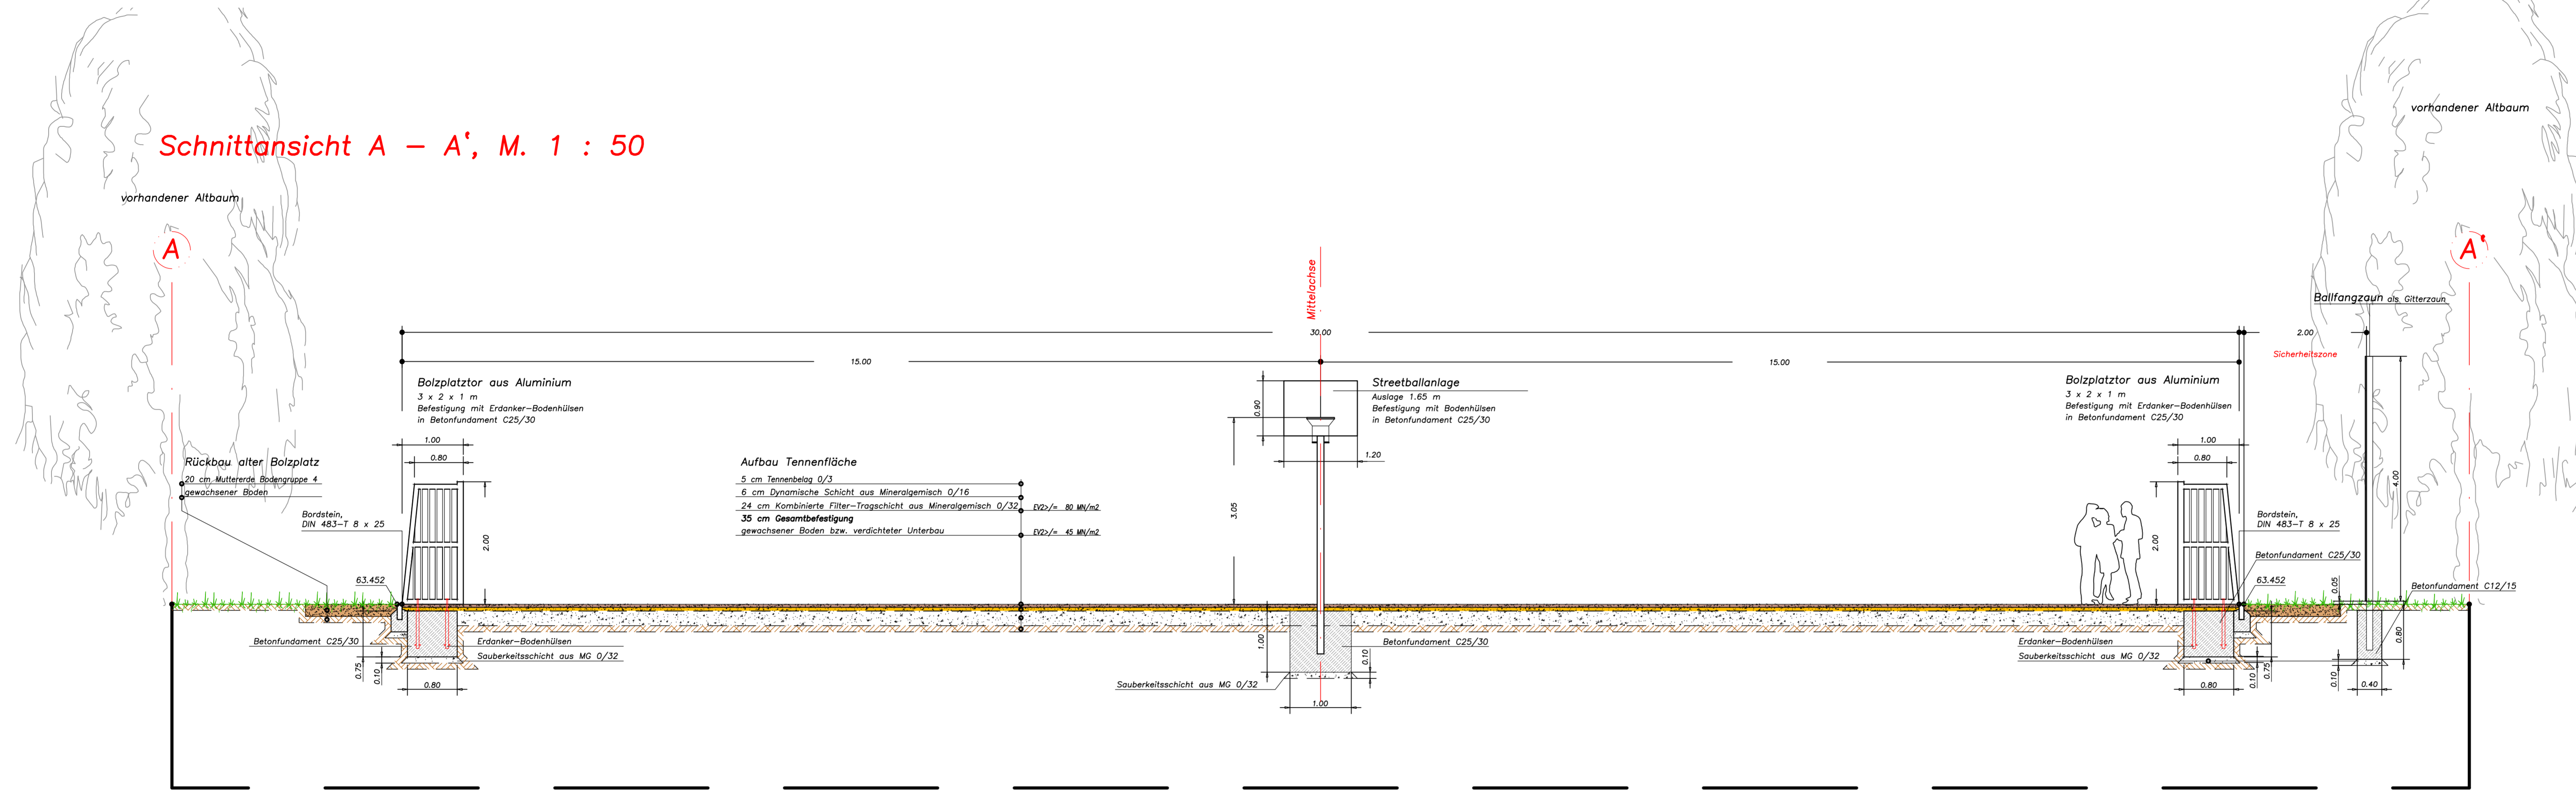 vorhandener Altbaum
Schnittansicht A – A‘, M. 1 : 50
vorhandener Altbaum
A
A‘
Mittelachse
Ballfangzaun als Gitterzaun
30.00
2.00
Sicherheitszone
15.00
15.00
Bolzplatztor aus Aluminium
3 x 2 x 1 m
Befestigung mit Erdanker-Bodenhülsen
in Betonfundament C25/30
Streetballanlage
Auslage 1.65 m
Befestigung mit Bodenhülsen
in Betonfundament C25/30
0.90
1.20
3.05
Bolzplatztor aus Aluminium
3 x 2 x 1 m
Befestigung mit Erdanker-Bodenhülsen
in Betonfundament C25/30
1.00
0.80
2.00
1.00
0.80
2.00
4.00
Rückbau alter Bolzplatz
20 cm Muttererde Bodengruppe 4
gewachsener Boden
Bordstein,
DIN 483-T 8 x 25
63.452
Aufbau Tennenfläche
5 cm Tennenbelag 0/3
6 cm Dynamische Schicht aus Mineralgemisch 0/16
24 cm Kombinierte Filter-Tragschicht aus Mineralgemisch 0/32 EV2>/= 80 MN/m2
35 cm Gesamtbefestigung
gewachsener Boden bzw. verdichteter Unterbau EV2>/= 45 MN/m2
Bordstein,
DIN 483-T 8 x 25
Betonfundament C25/30
63.452
0.05
Betonfundament C12/15
Betonfundament C25/30
Erdanker-Bodenhülsen
Sauberkeitsschicht aus MG 0/32
0.75
0.10
0.80
1.00
Betonfundament C25/30
0.10
Sauberkeitsschicht aus MG 0/32
1.00
Erdanker-Bodenhülsen
Sauberkeitsschicht aus MG 0/32
0.80
0.10
0.75
0.10
0.80
0.40